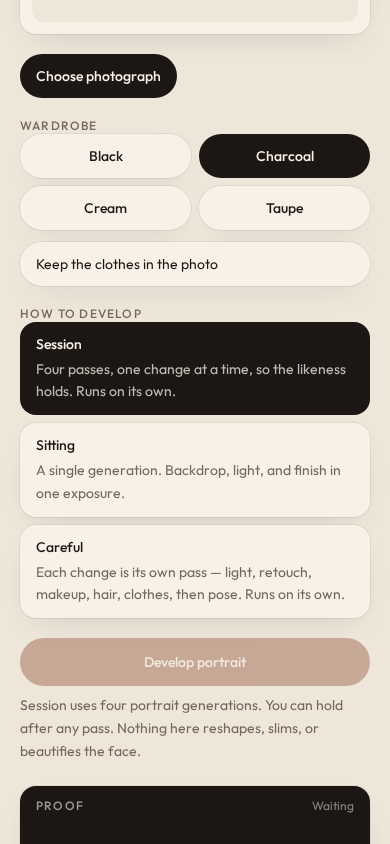 Choose photograph
WARDROBE
Black
Charcoal
Cream
Taupe
Keep the clothes in the photo
HOW TO DEVELOP
Session
Four passes, one change at a time, so the likeness
holds. Runs on its own.
Sitting
A single generation. Backdrop, light, and finish in
one exposure.
Careful
Each change is its own pass — light, retouch,
makeup, hair, clothes, then pose. Runs on its own.
Develop portrait
Session uses four portrait generations. You can hold
after any pass. Nothing here reshapes, slims, or
beautifies the face.
PROOF
Waiting